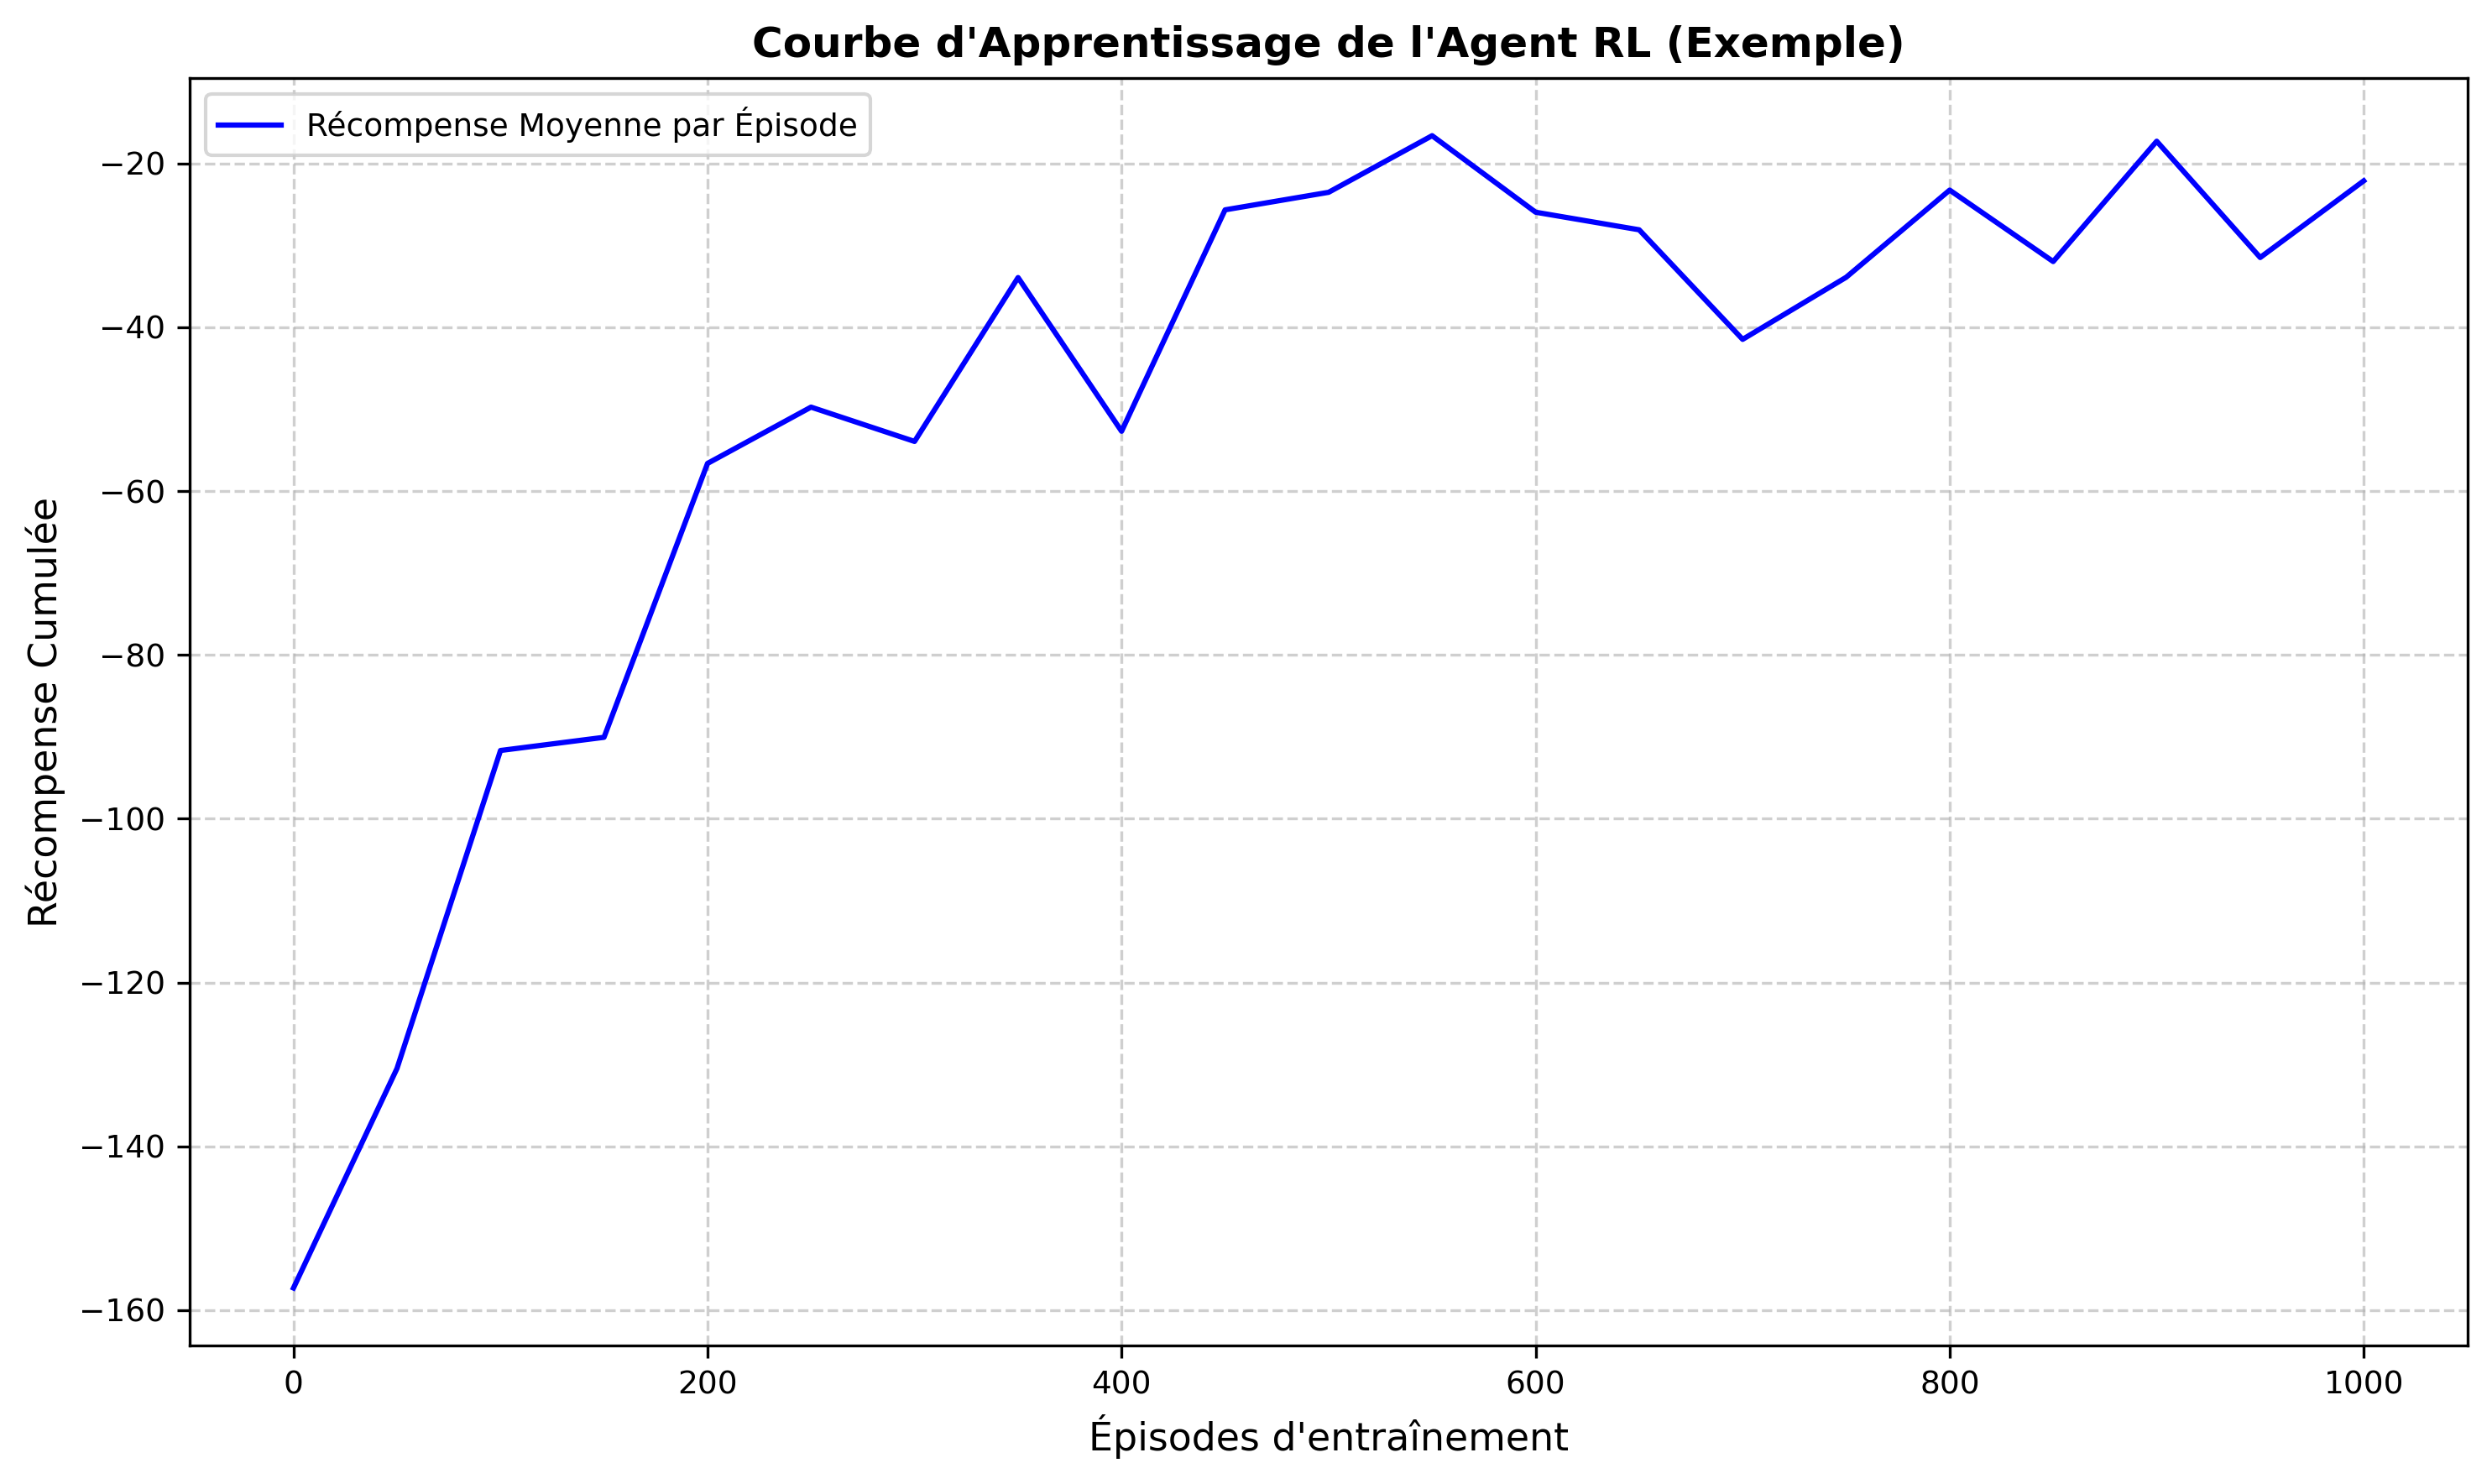 Courbe d'Apprentissage de l'Agent RL (Exemple)
Récompense Moyenne par Épisode
Récompense Cumulée
−20
−40
−60
−80
−100
−120
−140
−160
0 200 400 600 800 1000
Épisodes d'entraînement